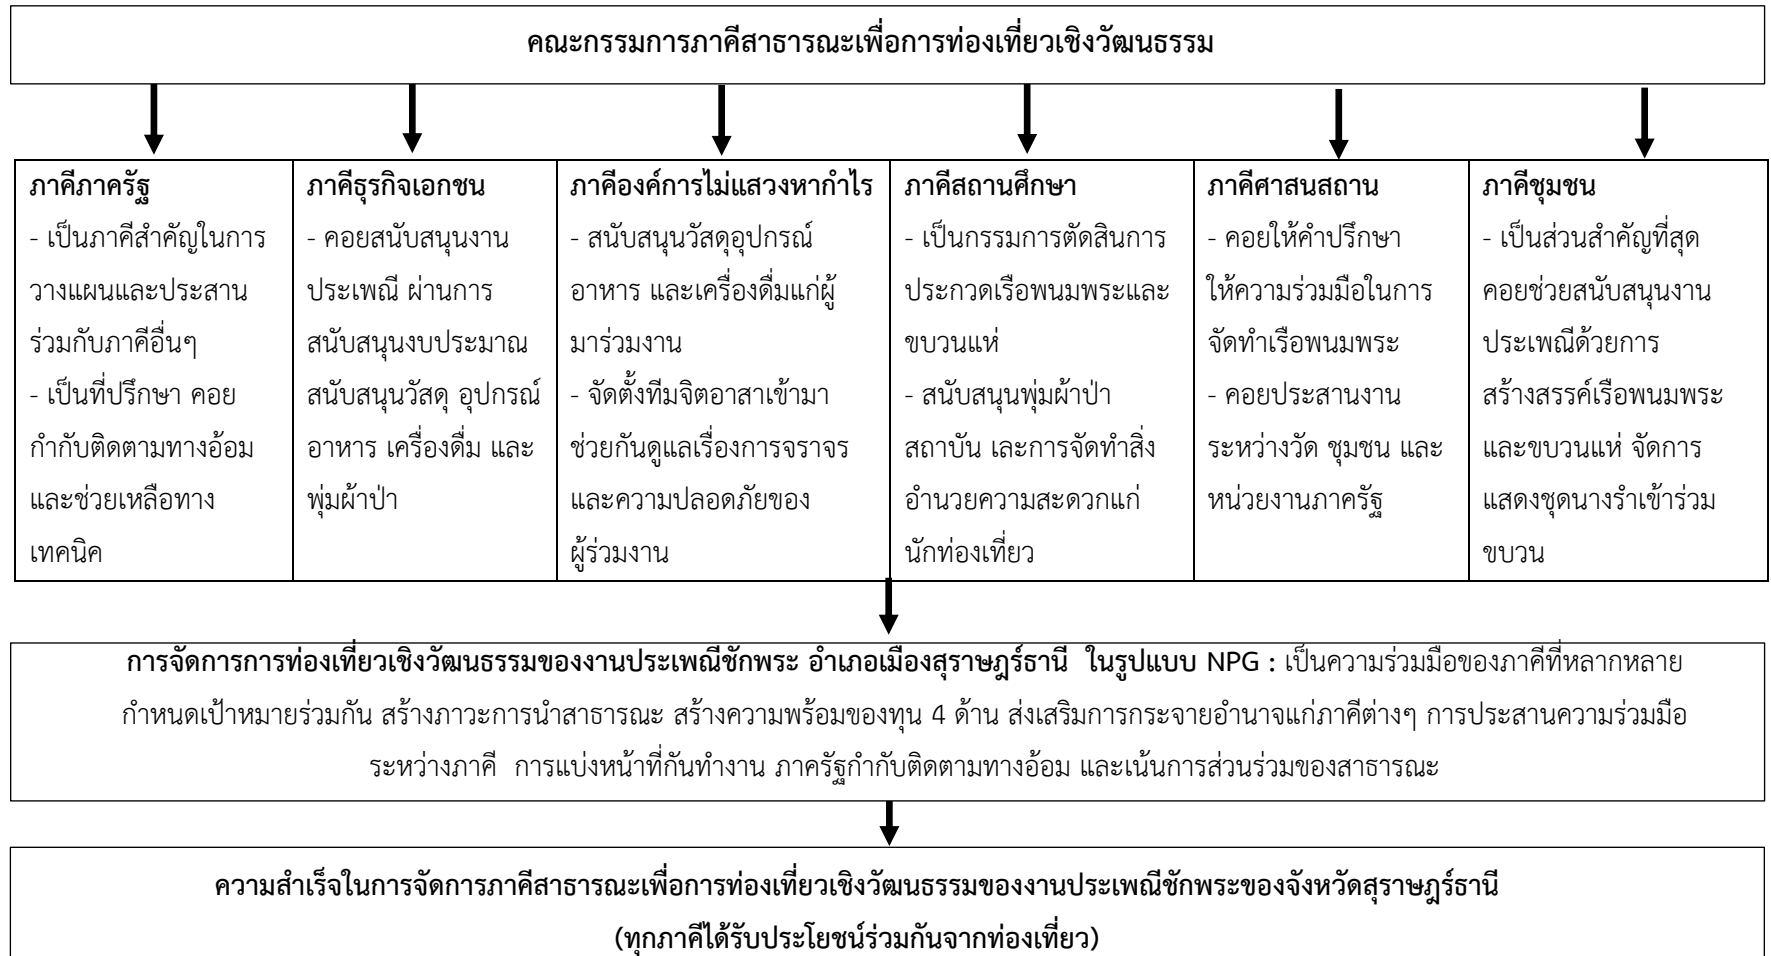 คณะกรรมการภาคีสาธารณะเพื่อการท่องเที่ยวเชิงวัฒนธรรม
ภาคีภาครัฐ
- เป็นภาคีสำคัญในการ
วางแผนและประสาน
ร่วมกับภาคีอื่นๆ
- เป็นที่ปรึกษา คอย
กำกับติดตามทางอ้อม
และช่วยเหลือทาง
เทคนิค
ภาคีธุรกิจเอกชน
- คอยสนับสนุนงาน
ประเพณี ผ่านการ
สนับสนุนงบประมาณ
สนับสนุนวัสดุ อุปกรณ์
อาหาร เครื่องดื่ม และ
พุ่มผ้าป่า
ภาคีองค์การไม่แสวงหากำไร
- สนับสนุนวัสดุอุปกรณ์
อาหาร และเครื่องดื่มแก่ผู้
มาร่วมงาน
- จัดตั้งทีมจิตอาสาเข้ามา
ช่วยกันดูแลเรื่องการจราจร
และความปลอดภัยของ
ผู้ร่วมงาน
ภาคีสถานศึกษา
- เป็นกรรมการตัดสินการ
ประกวดเรือพนมพระและ
ขบวนแห่
- สนับสนุนพุ่มผ้าป่า
สถาบัน เละการจัดทำสิ่ง
อำนวยความสะดวกแก่
นักท่องเที่ยว
ภาคีศาสนสถาน
- คอยให้คำปรึกษา
ให้ความร่วมมือในการ
จัดทำเรือพนมพระ
- คอยประสานงาน
ระหว่างวัด ชุมชน และ
หน่วยงานภาครัฐ
ภาคีชุมชน
- เป็นส่วนสำคัญที่สุด
คอยช่วยสนับสนุนงาน
ประเพณีด้วยการ
สร้างสรรค์เรือพนมพระ
และขบวนแห่ จัดการ
แสดงชุดนางรำเข้าร่วม
ขบวน
การจัดการการท่องเที่ยวเชิงวัฒนธรรมของงานประเพณีชักพระ อำเภอเมืองสุราษฎร์ธานี ในรูปแบบ NPG : เป็นความร่วมมือของภาคีที่หลากหลาย
กำหนดเป้าหมายร่วมกัน สร้างภาวะการนำสาธารณะ สร้างความพร้อมของทุน 4 ด้าน ส่งเสริมการกระจายอำนาจแก่ภาคีต่างๆ การประสานความร่วมมือ
ระหว่างภาคี การแบ่งหน้าที่กันทำงาน ภาครัฐกำกับติดตามทางอ้อม และเน้นการส่วนร่วมของสาธารณะ
ความสำเร็จในการจัดการภาคีสาธารณะเพื่อการท่องเที่ยวเชิงวัฒนธรรมของงานประเพณีชักพระของจังหวัดสุราษฎร์ธานี
(ทุกภาคีได้รับประโยชน์ร่วมกันจากท่องเที่ยว)